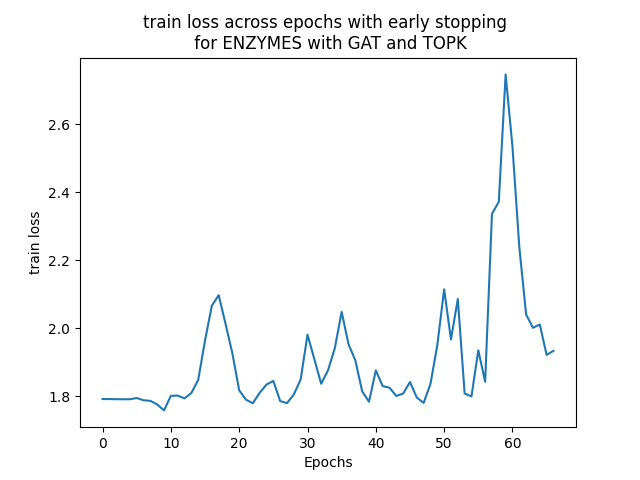 train loss across epochs with early stopping
for ENZYMES with GAT and TOPK
train loss
2.6
2.4
2.2
2.0
1.8
0 10 20 30 40 50 60
Epochs